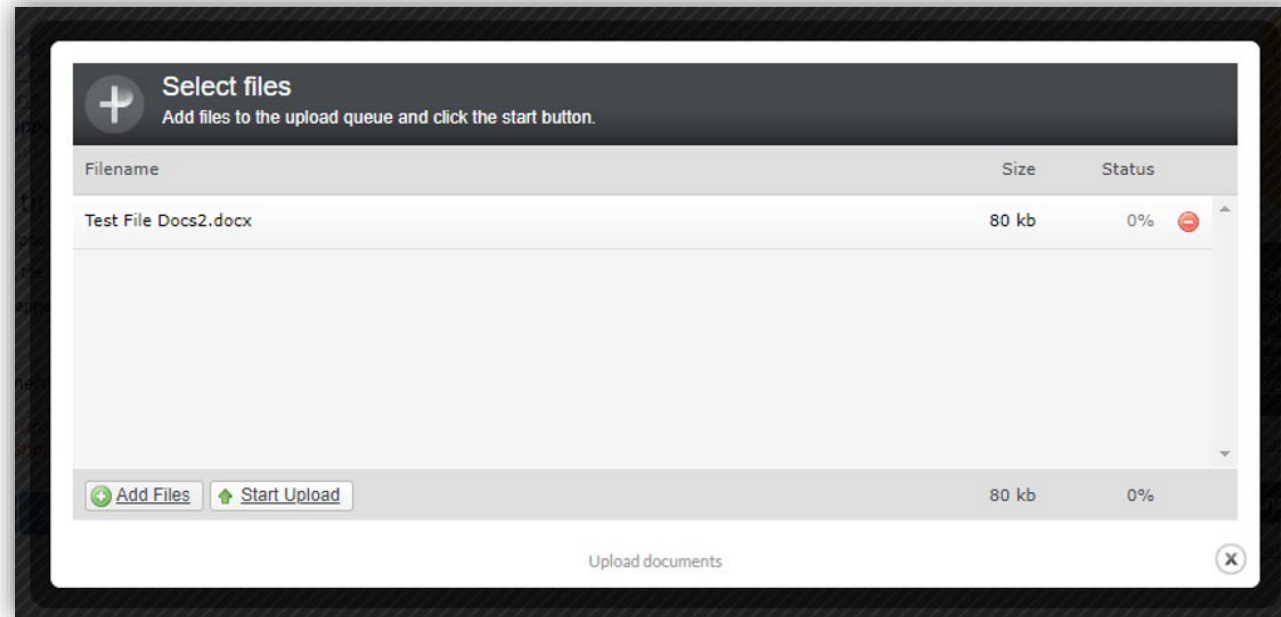 Select files
Add files to the upload queue and click the start button.
Filename Size Status
Test File Docs2.docx 80 kb 0%
Add Files Start Upload 80 kb 0%
Upload documents
X